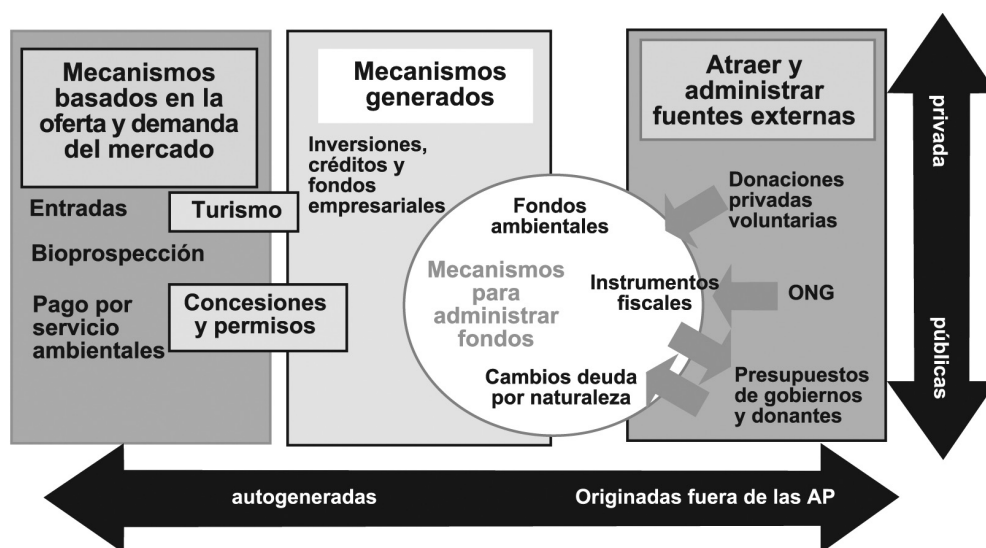 Mecanismos
basados en la
oferta y demanda
del mercado
Entradas
Turismo
Bioprospección
Pago por
servicio
ambientales
Concesiones
y permisos
Mecanismos
generados
Inversiones,
créditos y
fondos
empresariales
Fondos
ambientales
Mecanismos
para
administrar
fondos
Instrumentos
fiscales
Cambios deuda
por naturaleza
Atraer y
administrar
fuentes externas
Donaciones
privadas
voluntarias
ONG
Presupuestos
de gobiernos
y donantes
privada
públicas
autogeneradas
Originadas fuera de las AP